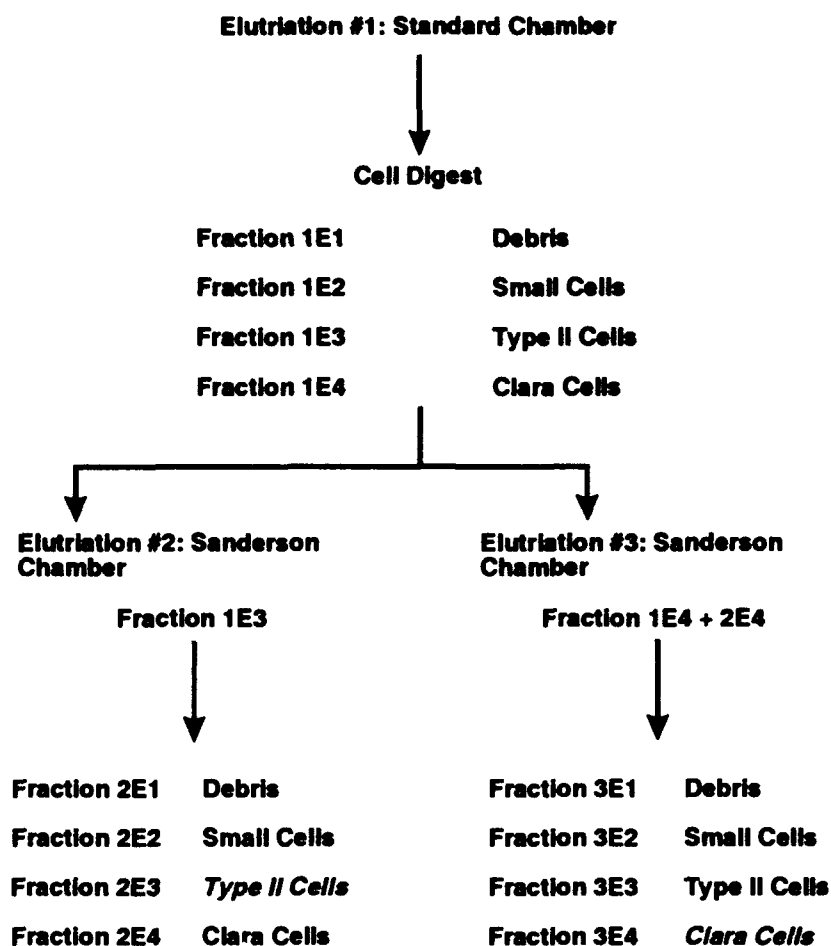 Elutriation #1: Standard Chamber
Cell Digest
Fraction 1E1 Debris
Fraction 1E2 Small Cells
Fraction 1E3 Type II Cells
Fraction 1E4 Clara Cells
Elutriation #2: Sanderson
Chamber
Fraction 1E3
Fraction 2E1 Debris
Fraction 2E2 Small Cells
Fraction 2E3 Type II Cells
Fraction 2E4 Clara Cells
Elutriation #3: Sanderson
Chamber
Fraction 1E4 + 2E4
Fraction 3E1 Debris
Fraction 3E2 Small Cells
Fraction 3E3 Type II Cells
Fraction 3E4 Clara Cells